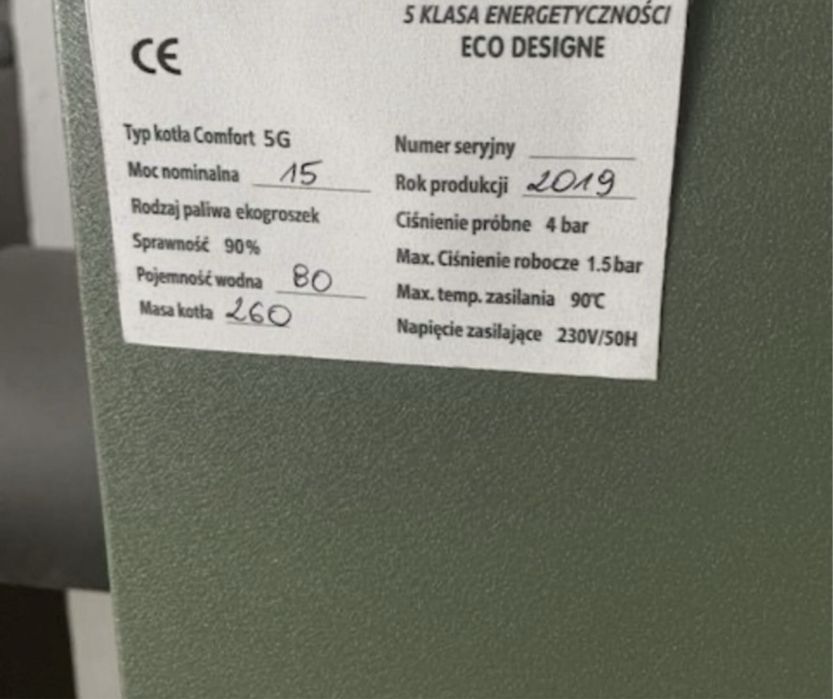 5 KLASA ENERGETYCZNOŚCI
ECO DESIGNE
CE
Typ kotła Comfort 5G
Moc nominalna 15
Rodzaj paliwa ekogroszek
Sprawność 90%
Pojemność wodna 80
Masa kotła 260
Numer seryjny
Rok produkcji 2019
Ciśnienie próbne 4 bar
Max. Ciśnienie robocze 1.5 bar
Max. temp. zasilania 90℃
Napięcie zasilające 230V/50H